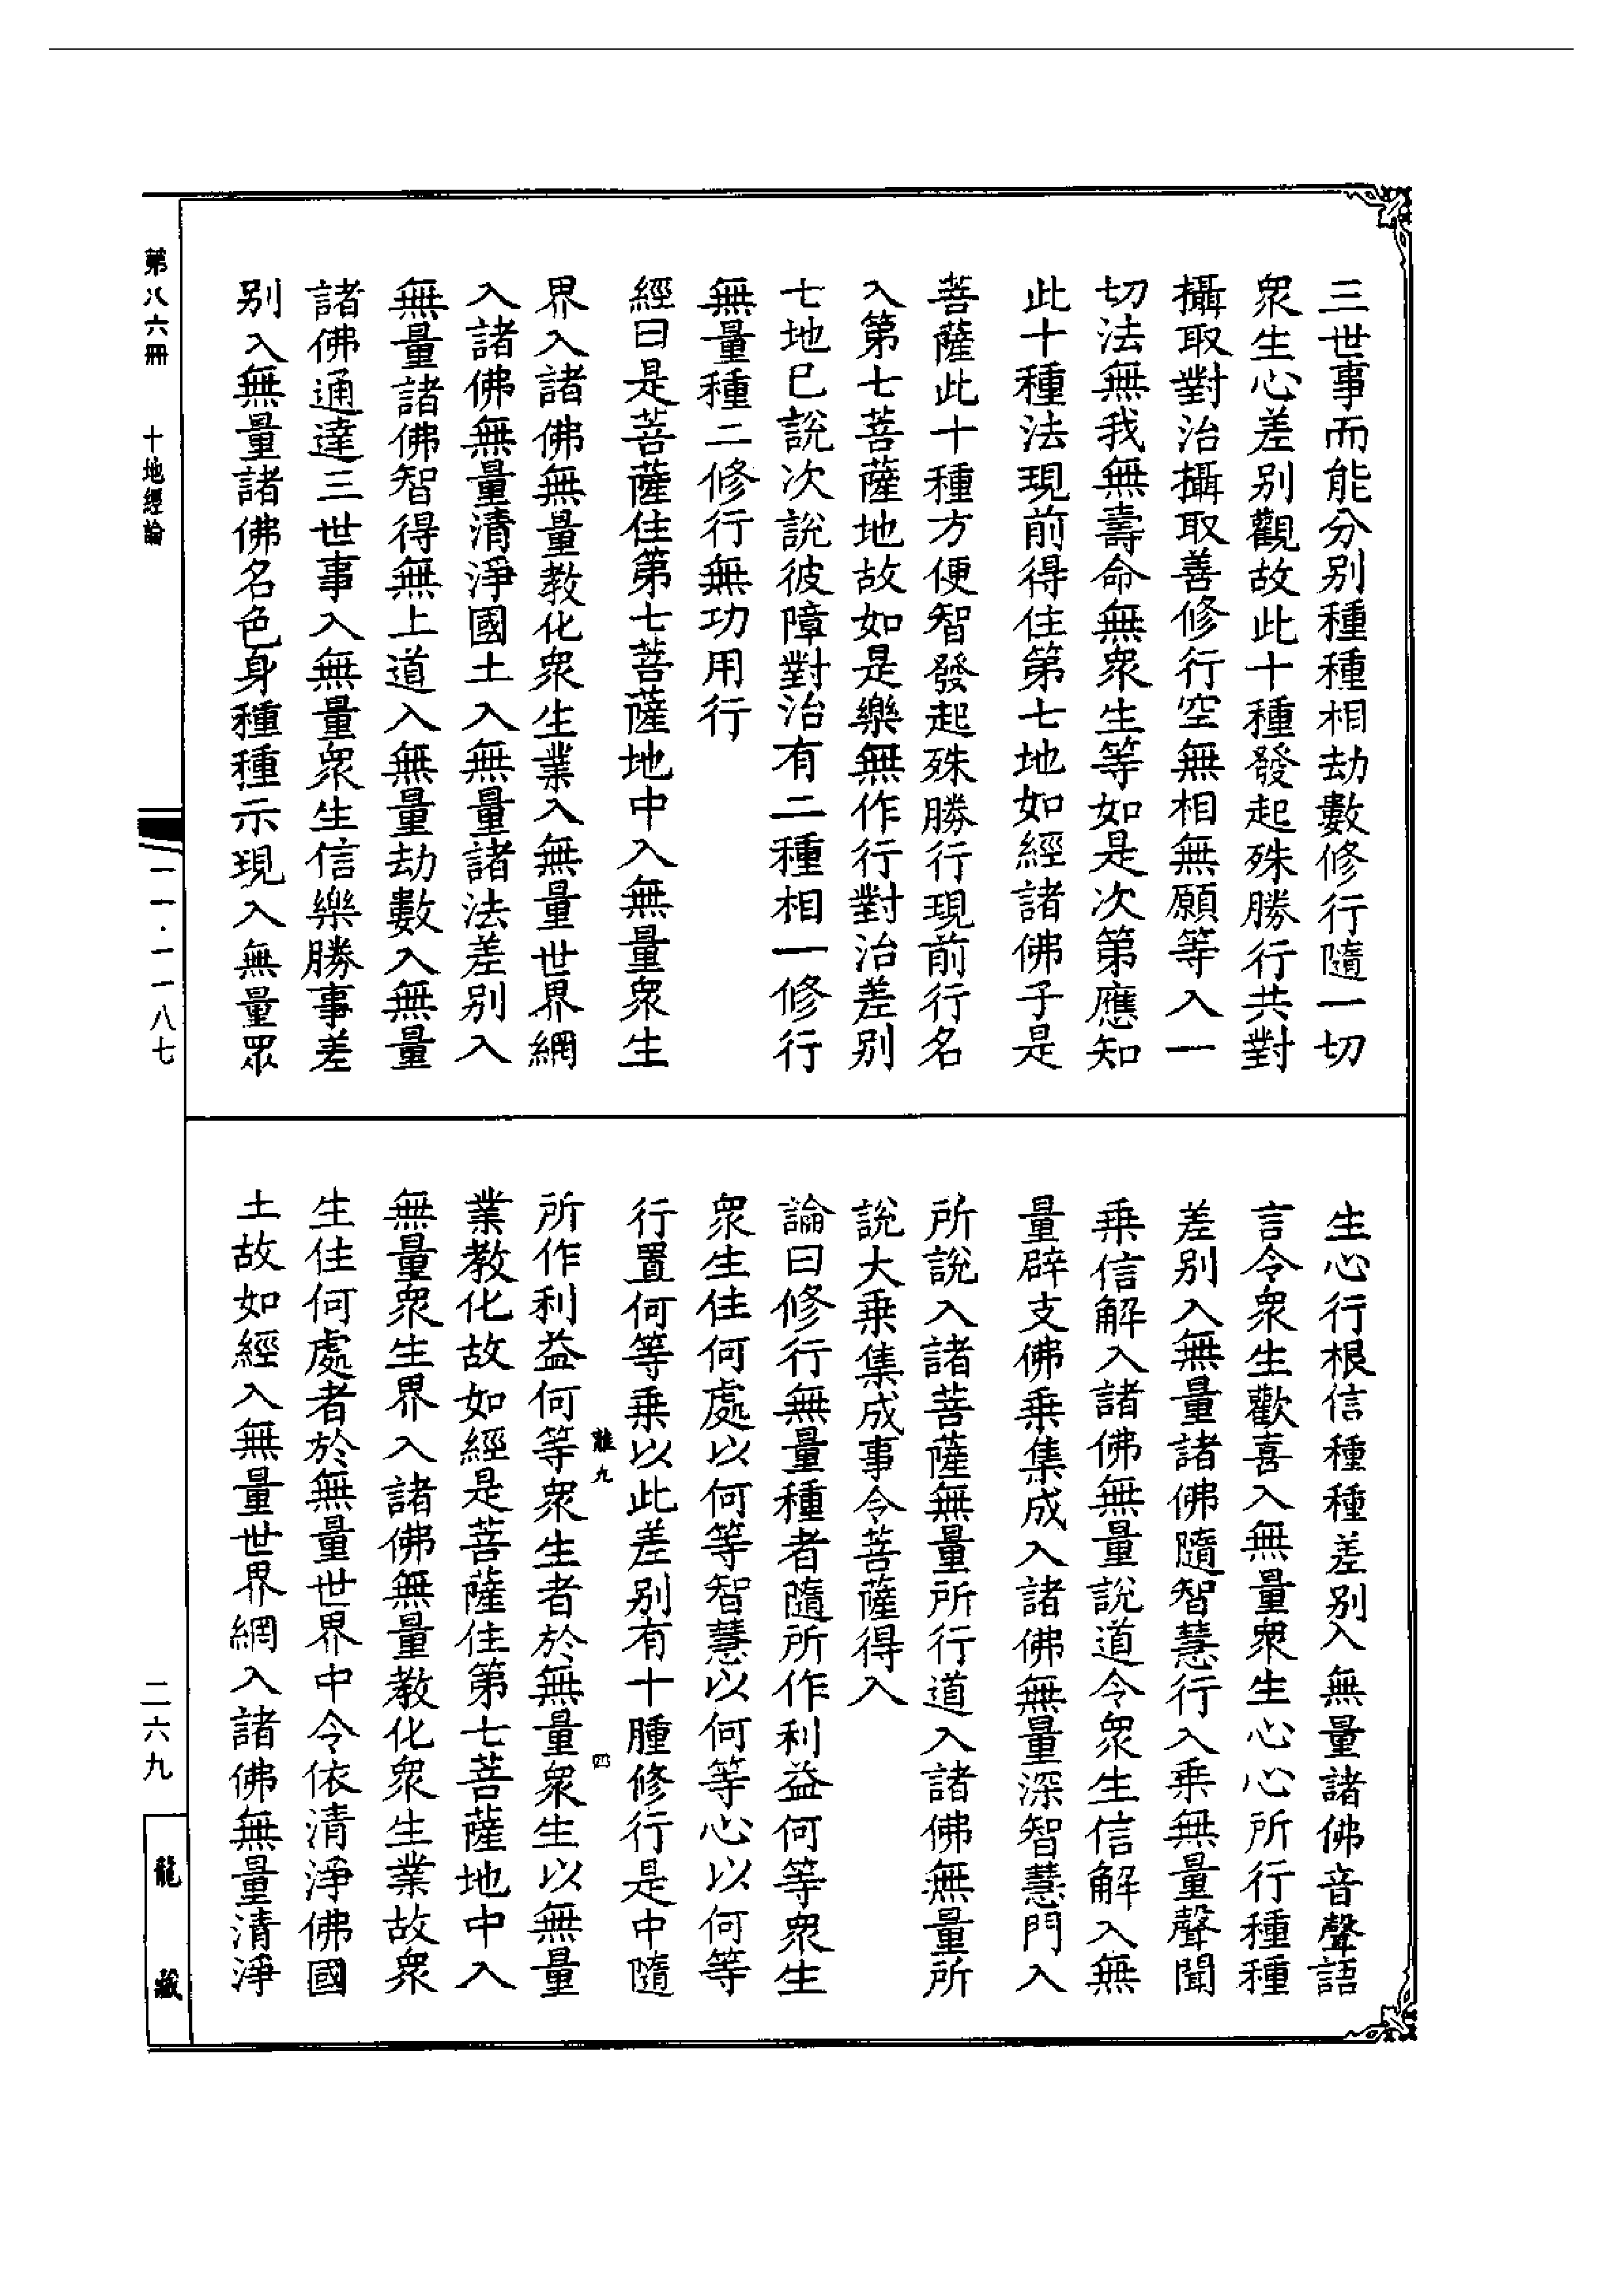 三世事而能分别種種相劫數修行隨一切
衆生心差别觀故此十種發起殊勝行共對
攝取對治攝取善修行空無相無願等入一
切法無我無壽命無衆生等如是次第應知
此十種法現前得住第七地如經諸佛子是
菩薩此十種方便智發起殊勝行現前行名
入第七菩薩地故如是樂無作行對治差别
七地已說次說彼障對治有二種相一修行
無量種二修行無功用行
經曰是菩薩住第七菩薩地中入無量衆生
界入諸佛無量教化衆生業入無量世界網
入諸佛無量清淨國土入無量諸法差别入
無量諸佛智得無上道入無量劫數入無量
諸佛通達三世事入無量衆生信樂勝事差
别入無量諸佛名色身種種示現入無量眾
生心行根信種種差别入無量諸佛音聲語
言令衆生歡喜入無量衆生心心所行種種
差别入無量諸佛隨智慧行入乘無量聲聞
乘信解入諸佛無量說道令衆生信解入無
量辟支佛乘集成入諸佛無量深智慧門入
所說入諸菩薩無量所行道入諸佛無量所
說大乘集成事令菩薩得入
論曰修行無量種者隨所作利益何等衆生
衆生住何處以何等智慧以何等心以何等
行置何等乘以此差别有十腫修行是中隨
所作利益何等衆生者於無量衆生以無量
業教化故如經是菩薩住第七菩薩地中入
無量衆生界入諸佛無量教化衆生業故衆
生住何處者於無量世界中令依清淨佛國
土故如經入無量世界網入諸佛無量清淨
離九
四
第八六冊
十地經論
一一·一一八七
二六九
龍藏